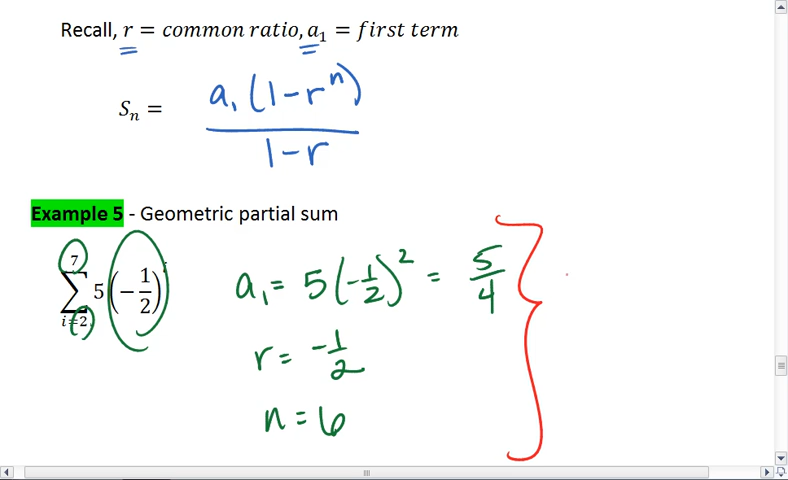 Recall, r = common ratio, a₁ = first term
Sₙ = a₁(1-rⁿ) / 1-r
Example 5 - Geometric partial sum
7
∑ 5(-1/2)ⁱ
i=2
a₁ = 5(-1/2)² = 5/4
r = -1/2
n = 6